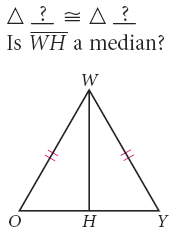 △ ? ≅ △ ?
Is WH a median?
W
O H Y